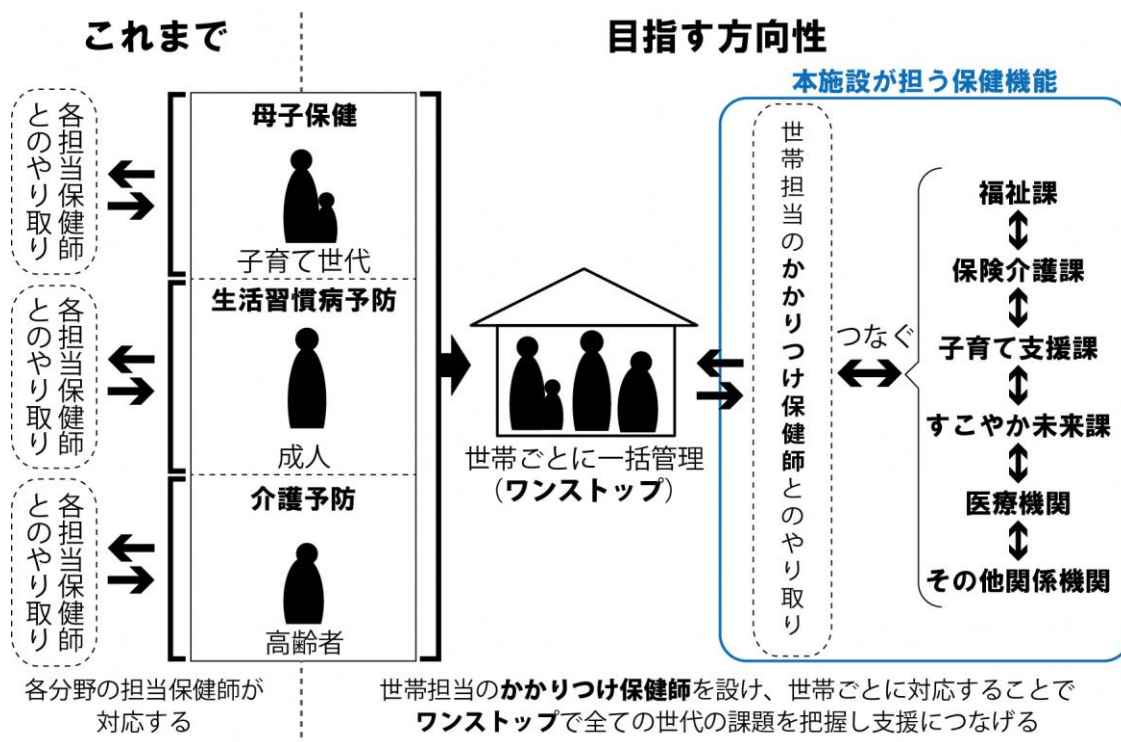 これまで
目指す方向性
本施設が担う保健機能
各担当保健師
とのやり取り
母子保健
子育て世代
各担当保健師
とのやり取り
生活習慣病予防
成人
各担当保健師
とのやり取り
介護予防
高齢者
世帯ごとに一括管理
（ワンストップ）
世帯担当のかかりつけ保健師とのやり取り
つなぐ
福祉課
保険介護課
子育て支援課
すこやか未来課
医療機関
その他関係機関
各分野の担当保健師が
対応する
世帯担当のかかりつけ保健師を設け、世帯ごとに対応することで
ワンストップで全ての世代の課題を把握し支援につなげる